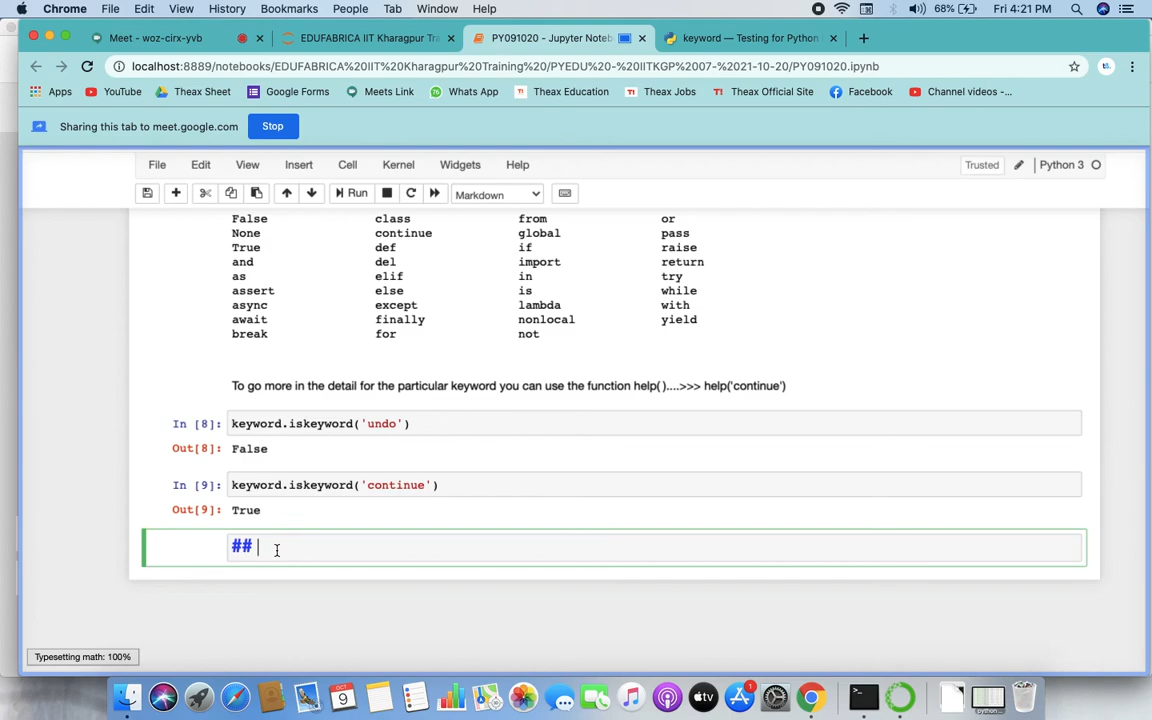 Chrome File Edit View History Bookmarks People Tab Window Help 68% Fri 4:21 PM
Meet - woz-cirx-yvb EDUFABRICA IIT Kharagpur Tra PY091020 - Jupyter Noteb keyword — Testing for Python
localhost:8889/notebooks/EDUFABRICA%20IIT%20Kharagpur%20Training%20/PYEDU%20-%20IITKGP%2007-%2021-10-20/PY091020.ipynb
Apps YouTube Theax Sheet Google Forms Meets Link Whats App Theax Education Theax Jobs Theax Official Site Facebook Channel videos -...
Sharing this tab to meet.google.com Stop
File Edit View Insert Cell Kernel Widgets Help Trusted Python 3
Run Markdown
False class from or
None continue global pass
True def if raise
and del import return
as elif in try
assert else is while
async except lambda with
await finally nonlocal yield
break for not
To go more in the detail for the particular keyword you can use the function help( )....>>> help('continue')
In [8]: keyword.iskeyword('undo')
Out[8]: False
In [9]: keyword.iskeyword('continue')
Out[9]: True
##
Typesetting math: 100%
OCT
9
1